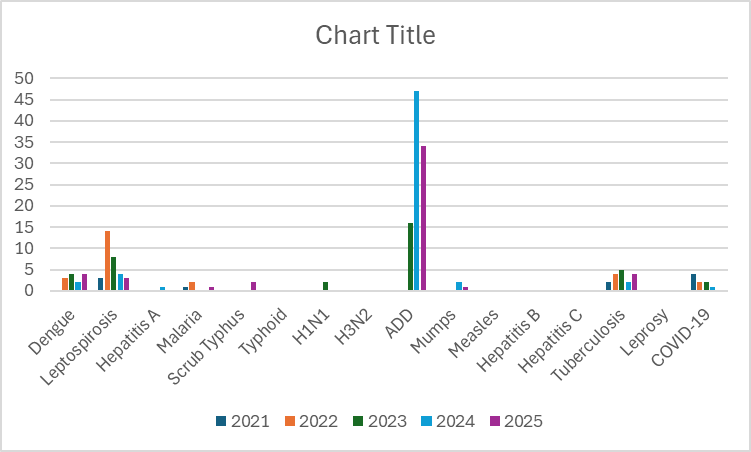 Chart Title
50
45
40
35
30
25
20
15
10
5
0
Dengue
Leptospirosis
Hepatitis A
Malaria
Scrub Typhus
Typhoid
H1N1
H3N2
ADD
Mumps
Measles
Hepatitis B
Hepatitis C
Tuberculosis
Leprosy
COVID-19
2021 2022 2023 2024 2025